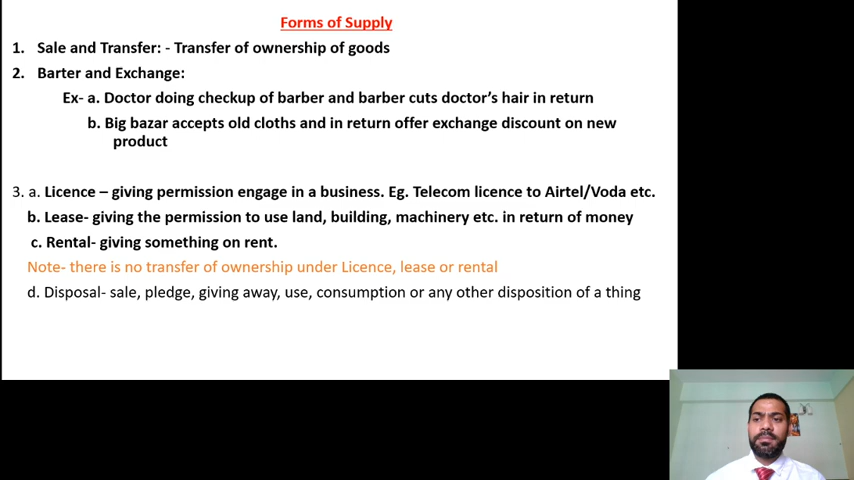 Forms of Supply
1. Sale and Transfer: - Transfer of ownership of goods
2. Barter and Exchange:
Ex- a. Doctor doing checkup of barber and barber cuts doctor's hair in return
b. Big bazar accepts old cloths and in return offer exchange discount on new
product
3. a. Licence – giving permission engage in a business. Eg. Telecom licence to Airtel/Voda etc.
b. Lease- giving the permission to use land, building, machinery etc. in return of money
c. Rental- giving something on rent.
Note- there is no transfer of ownership under Licence, lease or rental
d. Disposal- sale, pledge, giving away, use, consumption or any other disposition of a thing